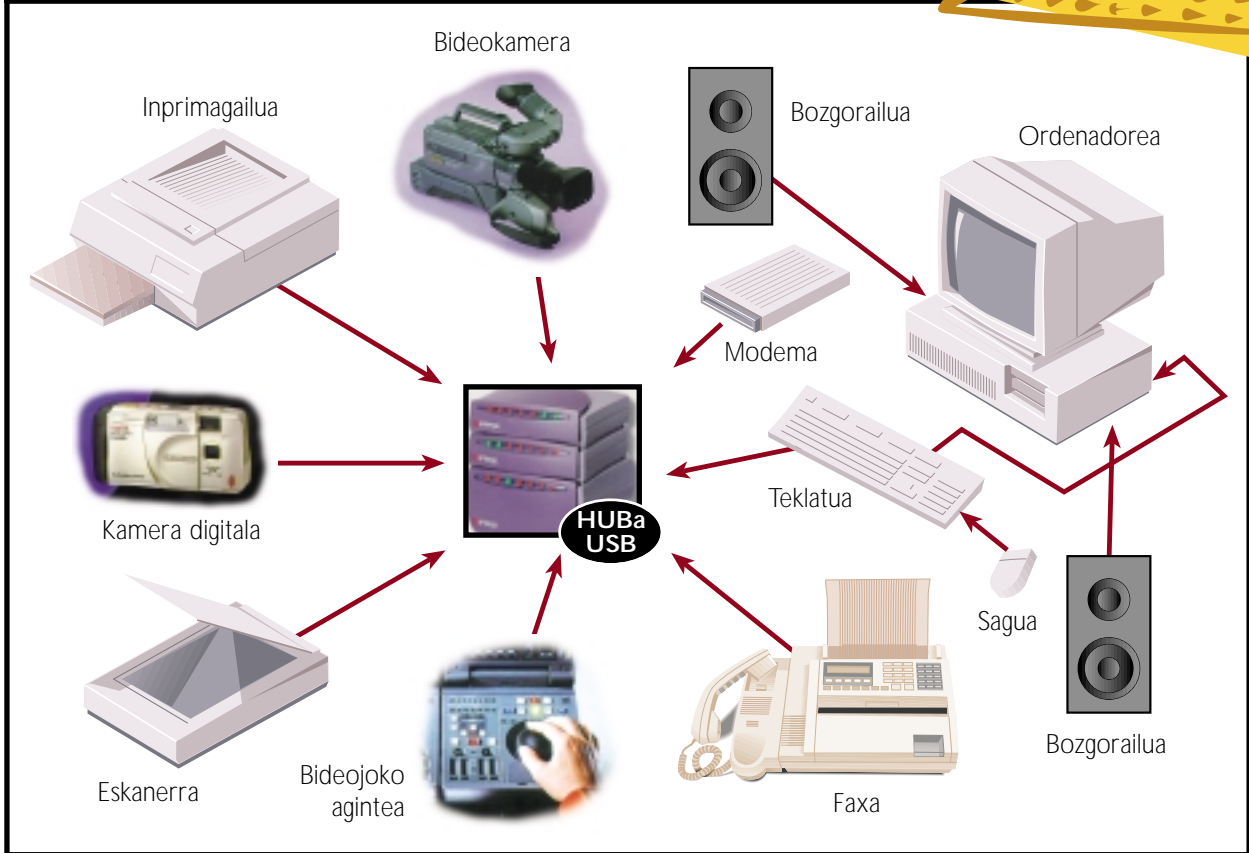 Bideokamera
Inprimagailua
Bozgorailua
Ordenadorea
Modema
Teklatua
Kamera digitala
HUBa
USB
Sagua
Bozgorailua
Eskanerra
Bideojoko
agintea
Faxa